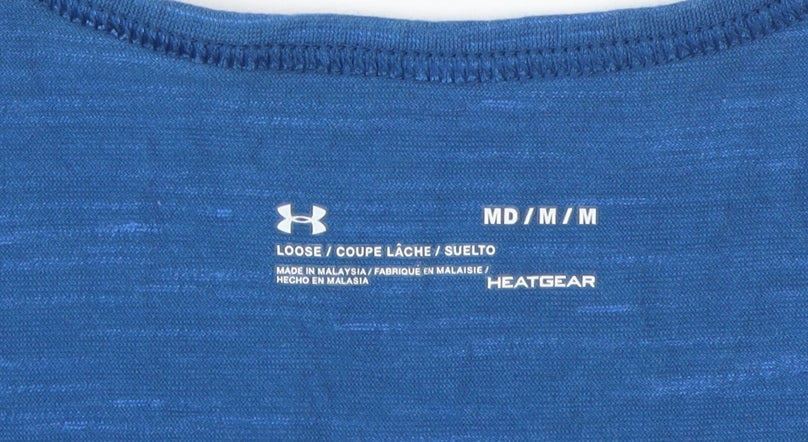 MD / M / M
LOOSE / COUPE LÂCHE / SUELTO
MADE IN MALAYSIA / FABRIQUÉ EN MALAISIE /
HECHO EN MALASIA
HEATGEAR